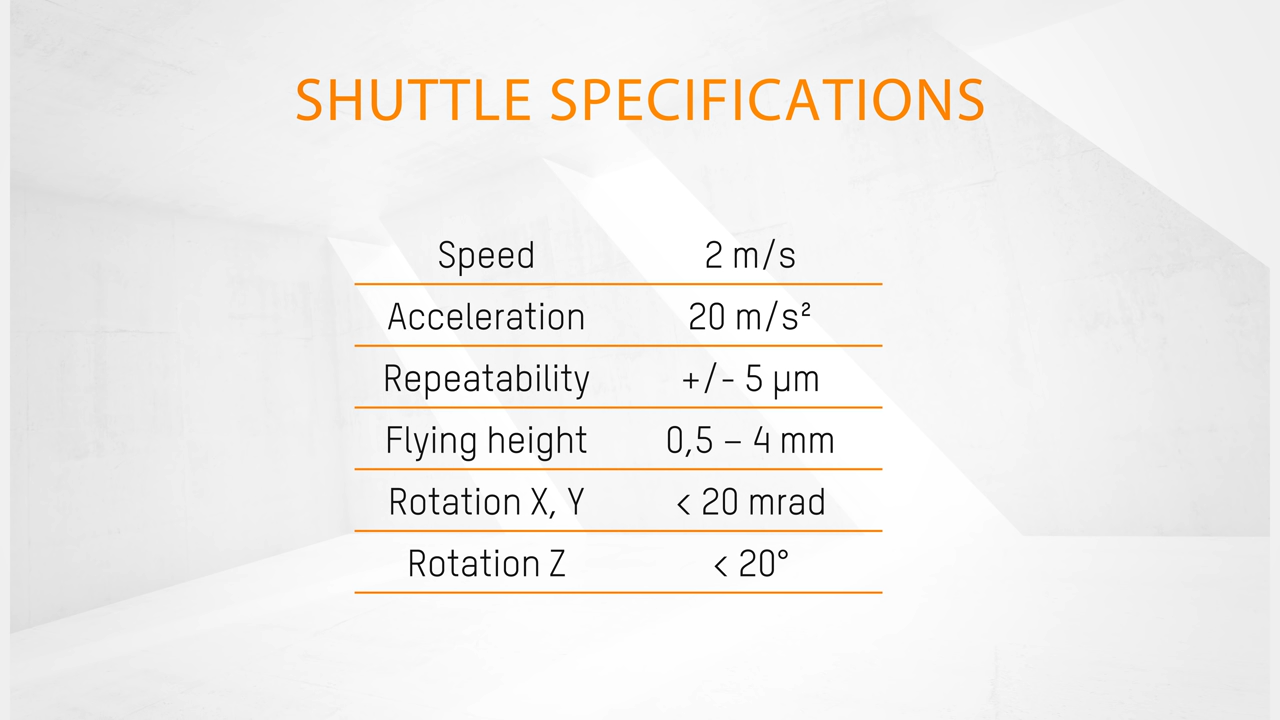 SHUTTLE SPECIFICATIONS
Speed 2 m/s
Acceleration 20 m/s²
Repeatability +/- 5 µm
Flying height 0,5 – 4 mm
Rotation X, Y < 20 mrad
Rotation Z < 20°